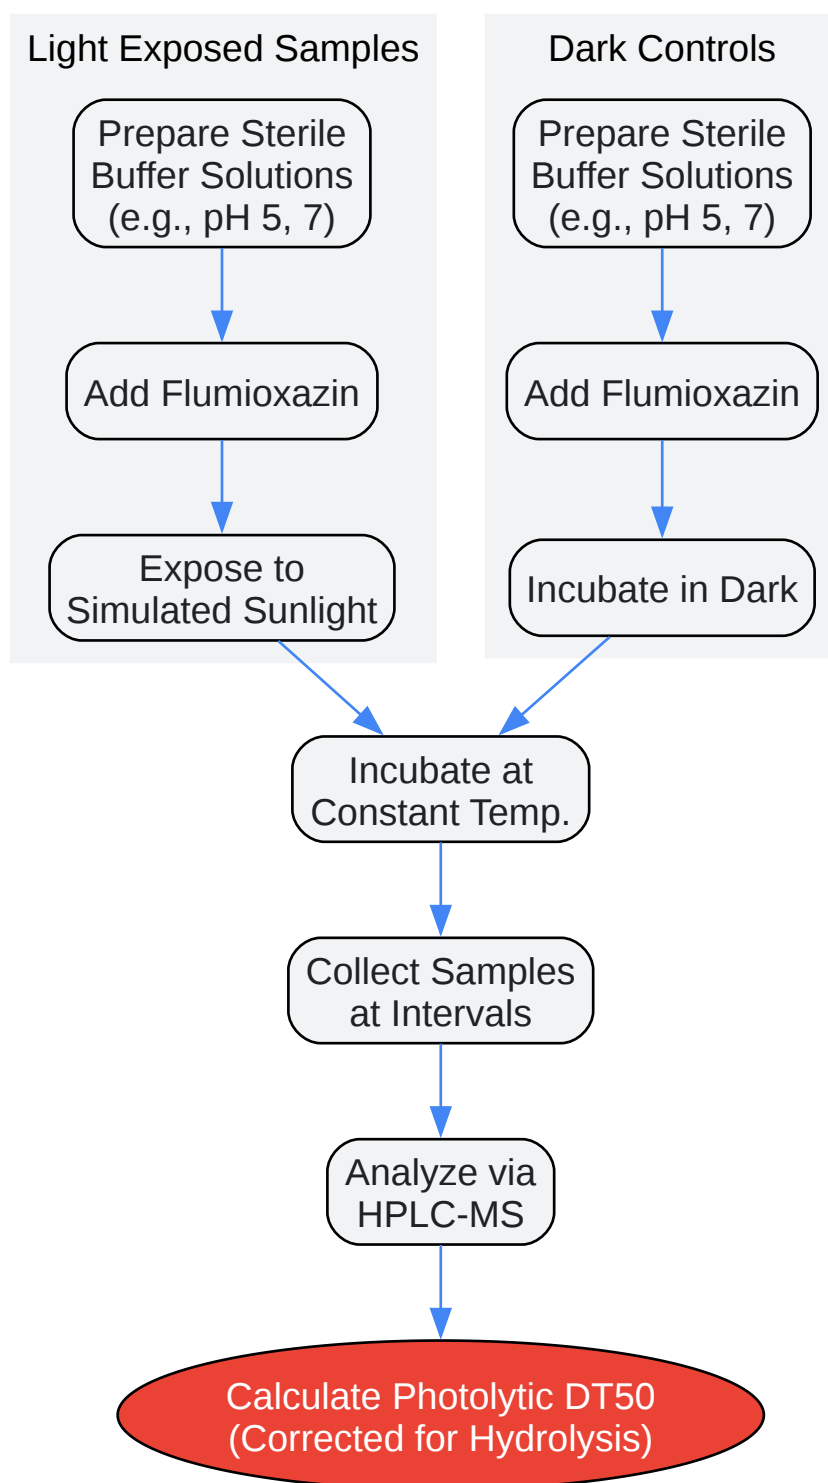 Light Exposed Samples
Prepare Sterile
Buffer Solutions
(e.g., pH 5, 7)
Add Flumioxazin
Expose to
Simulated Sunlight
Dark Controls
Prepare Sterile
Buffer Solutions
(e.g., pH 5, 7)
Add Flumioxazin
Incubate in Dark
Incubate at
Constant Temp.
Collect Samples
at Intervals
Analyze via
HPLC-MS
Calculate Photolytic DT50
(Corrected for Hydrolysis)